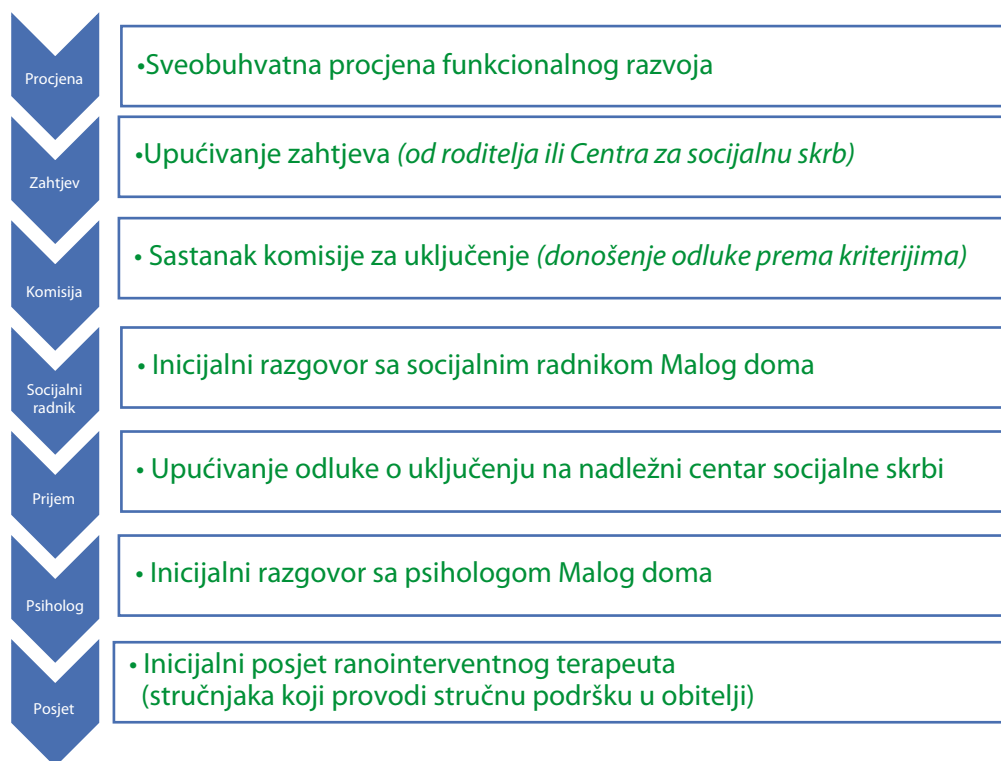 Procjena
•Sveobuhvatna procjena funkcionalnog razvoja
Zahtjev
•Upućivanje zahtjeva (od roditelja ili Centra za socijalnu skrb)
Komisija
• Sastanak komisije za uključenje (donošenje odluke prema kriterijima)
Socijalni
radnik
• Inicijalni razgovor sa socijalnim radnikom Malog doma
Prijem
• Upućivanje odluke o uključenju na nadležni centar socijalne skrbi
Psiholog
• Inicijalni razgovor sa psihologom Malog doma
Posjet
• Inicijalni posjet ranointerventnog terapeuta
(stručnjaka koji provodi stručnu podršku u obitelji)